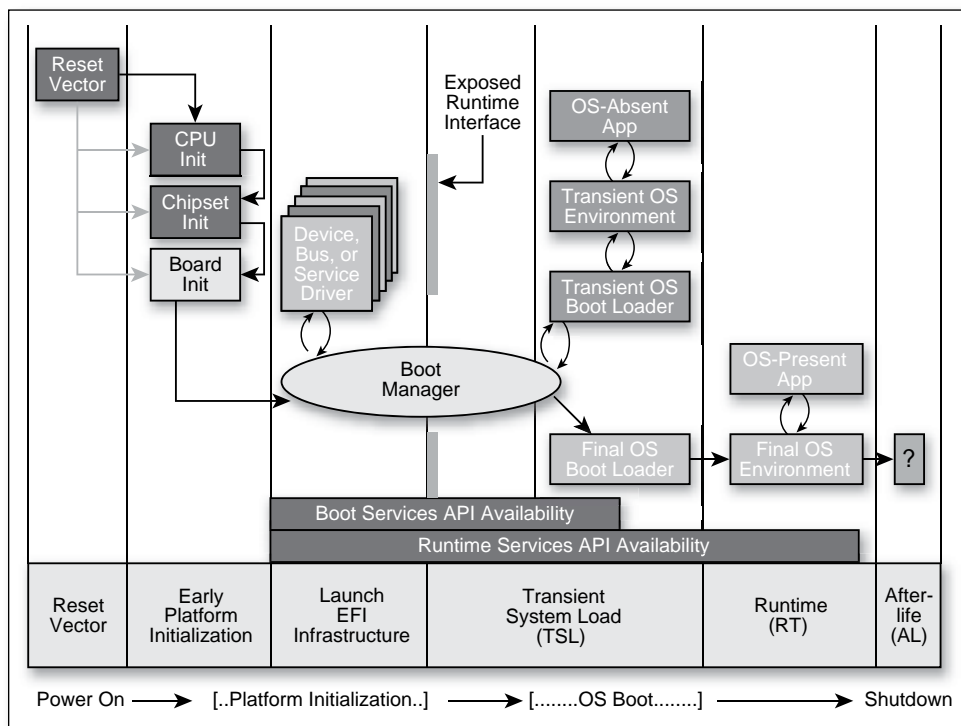 Reset
Vector
CPU
Init
Chipset
Init
Board
Init
Device,
Bus, or
Service
Driver
Exposed
Runtime
Interface
OS-Absent
App
Transient OS
Environment
Transient OS
Boot Loader
Boot
Manager
OS-Present
App
Final OS
Boot Loader
Final OS
Environment
?
Boot Services API Availability
Runtime Services API Availability
Reset
Vector
Early
Platform
Initialization
Launch
EFI
Infrastructure
Transient
System Load
(TSL)
Runtime
(RT)
After-
life
(AL)
Power On [..Platform Initialization..] [........OS Boot........] Shutdown